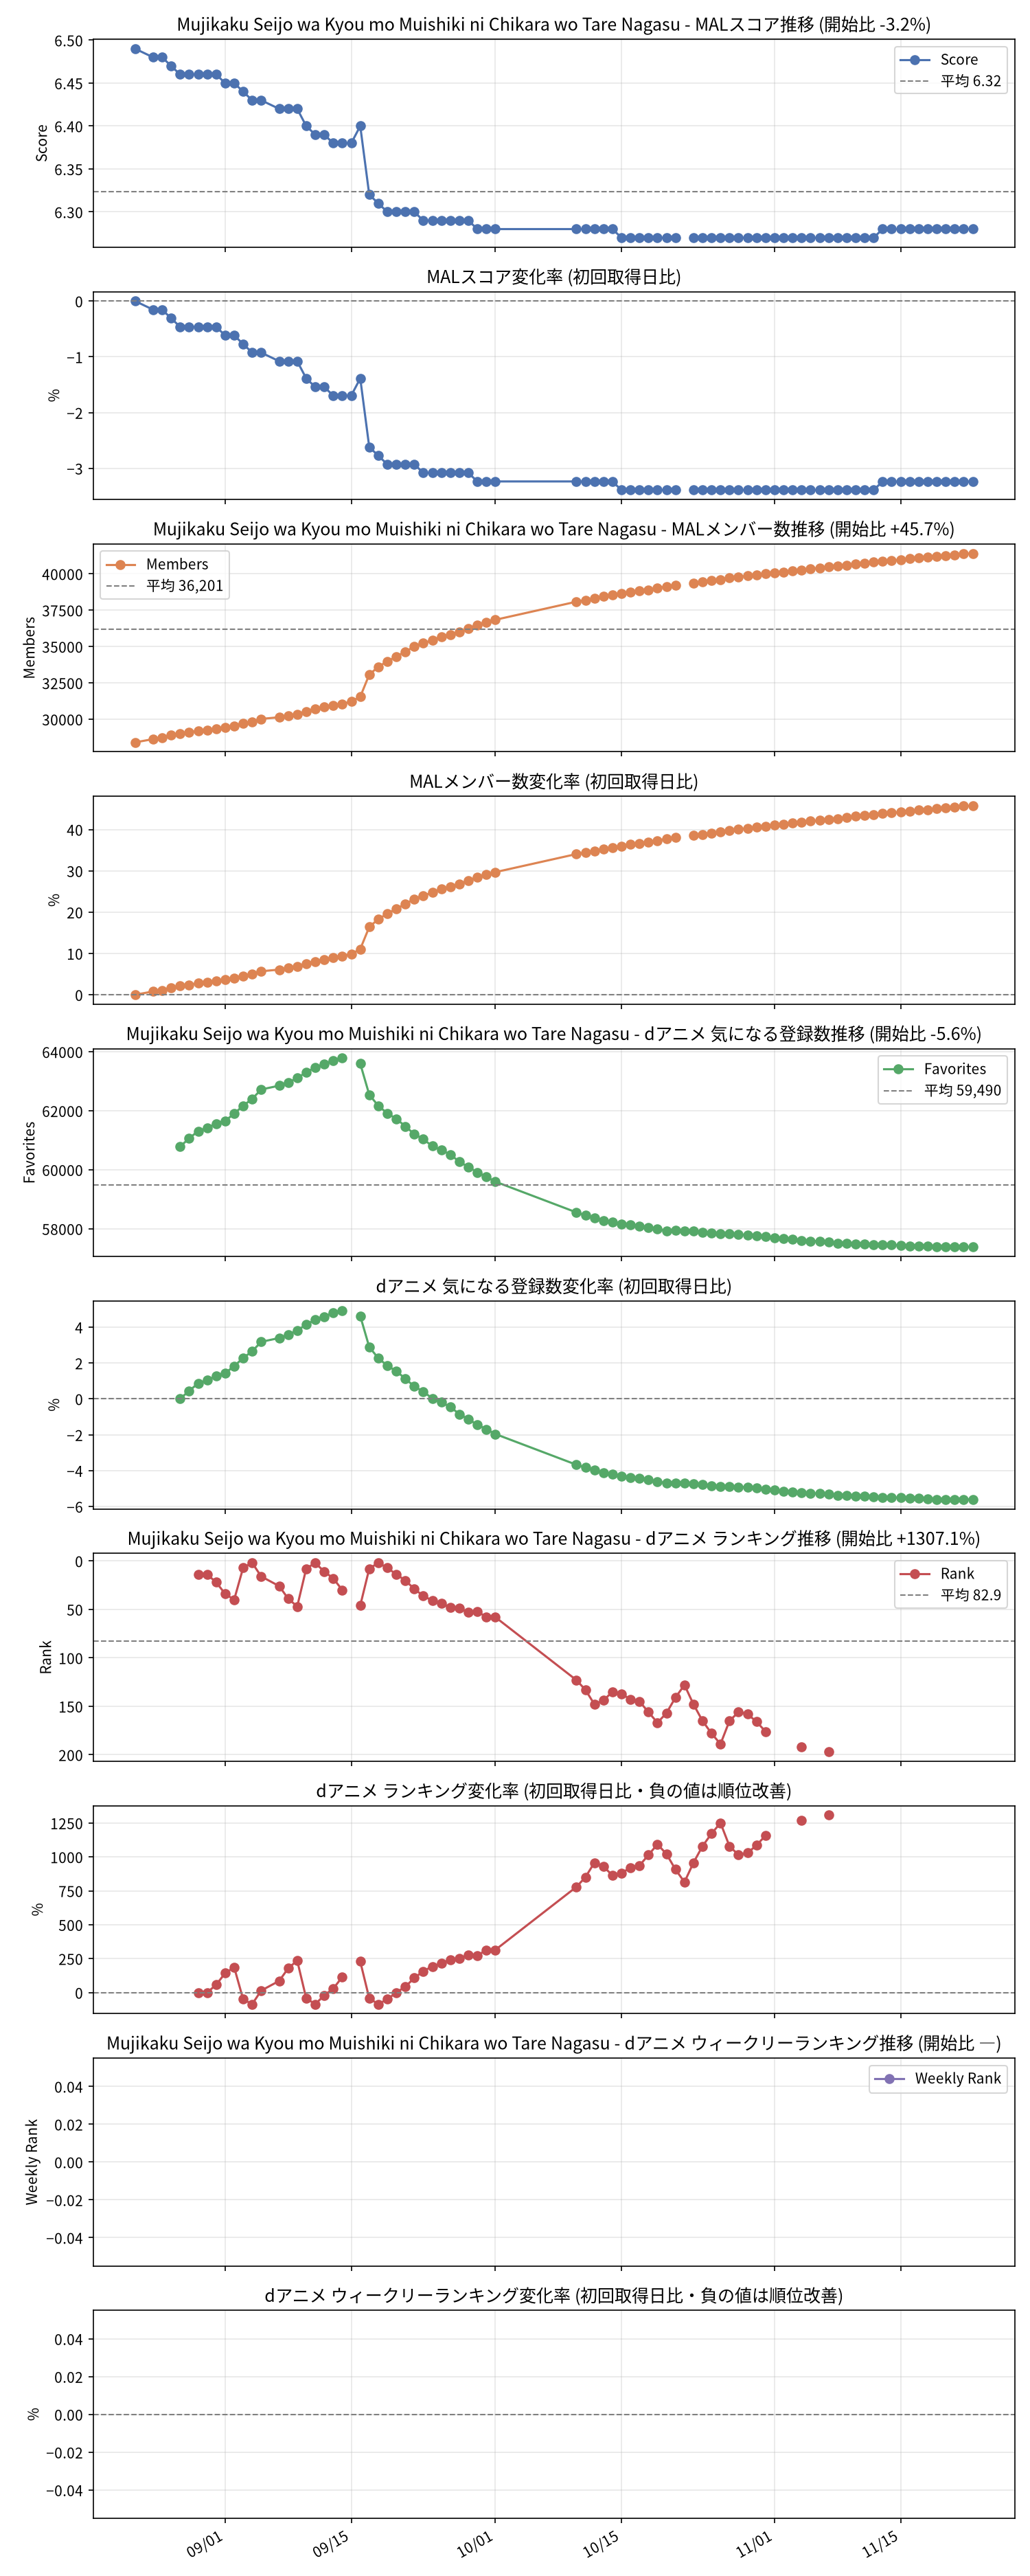 Mujikaku Seijo wa Kyou mo Muishiki ni Chikara wo Tare Nagasu - MALスコア推移 (開始比 -3.2%)
6.50
6.45
6.40
6.35
6.30
Score
Score
平均 6.32
MALスコア変化率 (初回取得日比)
0
−1
−2
−3
%
Mujikaku Seijo wa Kyou mo Muishiki ni Chikara wo Tare Nagasu - MALメンバー数推移 (開始比 +45.7%)
40000
37500
35000
32500
30000
Members
Members
平均 36,201
MALメンバー数変化率 (初回取得日比)
40
30
20
10
0
%
Mujikaku Seijo wa Kyou mo Muishiki ni Chikara wo Tare Nagasu - dアニメ 気になる登録数推移 (開始比 -5.6%)
64000
62000
60000
58000
Favorites
Favorites
平均 59,490
dアニメ 気になる登録数変化率 (初回取得日比)
4
2
0
−2
−4
−6
%
Mujikaku Seijo wa Kyou mo Muishiki ni Chikara wo Tare Nagasu - dアニメ ランキング推移 (開始比 +1307.1%)
0
50
100
150
200
Rank
Rank
平均 82.9
dアニメ ランキング変化率 (初回取得日比・負の値は順位改善)
1250
1000
750
500
250
0
%
Mujikaku Seijo wa Kyou mo Muishiki ni Chikara wo Tare Nagasu - dアニメ ウィークリーランキング推移 (開始比 —)
0.04
0.02
0.00
−0.02
−0.04
Weekly Rank
Weekly Rank
dアニメ ウィークリーランキング変化率 (初回取得日比・負の値は順位改善)
0.04
0.02
0.00
−0.02
−0.04
%
09/01
09/15
10/01
10/15
11/01
11/15